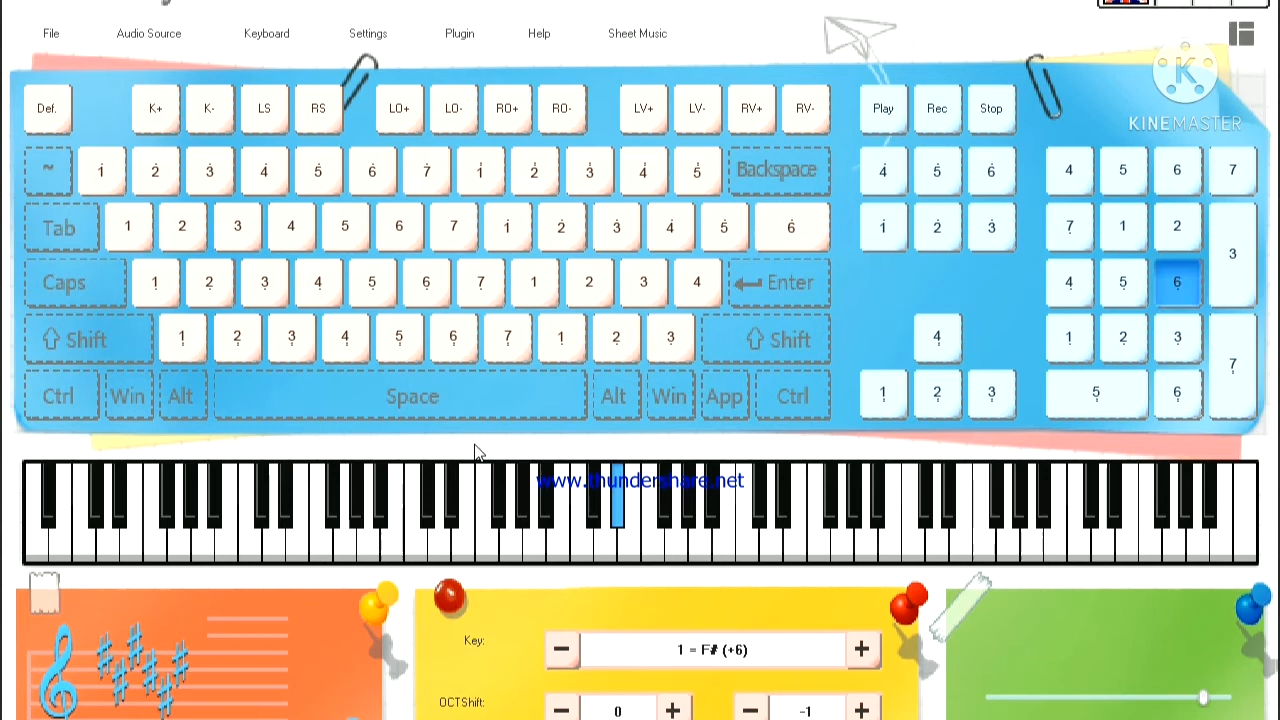 File Audio Source Keyboard Settings Plugin Help Sheet Music
KINEMASTER
Def. K+ K- LS RS LO+ LO- RO+ RO- LV+ LV- RV+ RV- Play Rec Stop
~ 1 2 3 4 5 6 7 1 2 3 4 5 Backspace 4 5 6 4 5 6 7
Tab 1 2 3 4 5 6 7 1 2 3 4 5 6 1 2 3 7 1 2 3
Caps 1 2 3 4 5 6 7 1 2 3 4 Enter 4 5 6
Shift 1 2 3 4 5 6 7 1 2 3 Shift 4 1 2 3 7
Ctrl Win Alt Space Alt Win App Ctrl 1 2 3 5 6
www.thundershare.net
Key: − 1 = F# (+6) +
OCTShift: − 0 + − -1 +